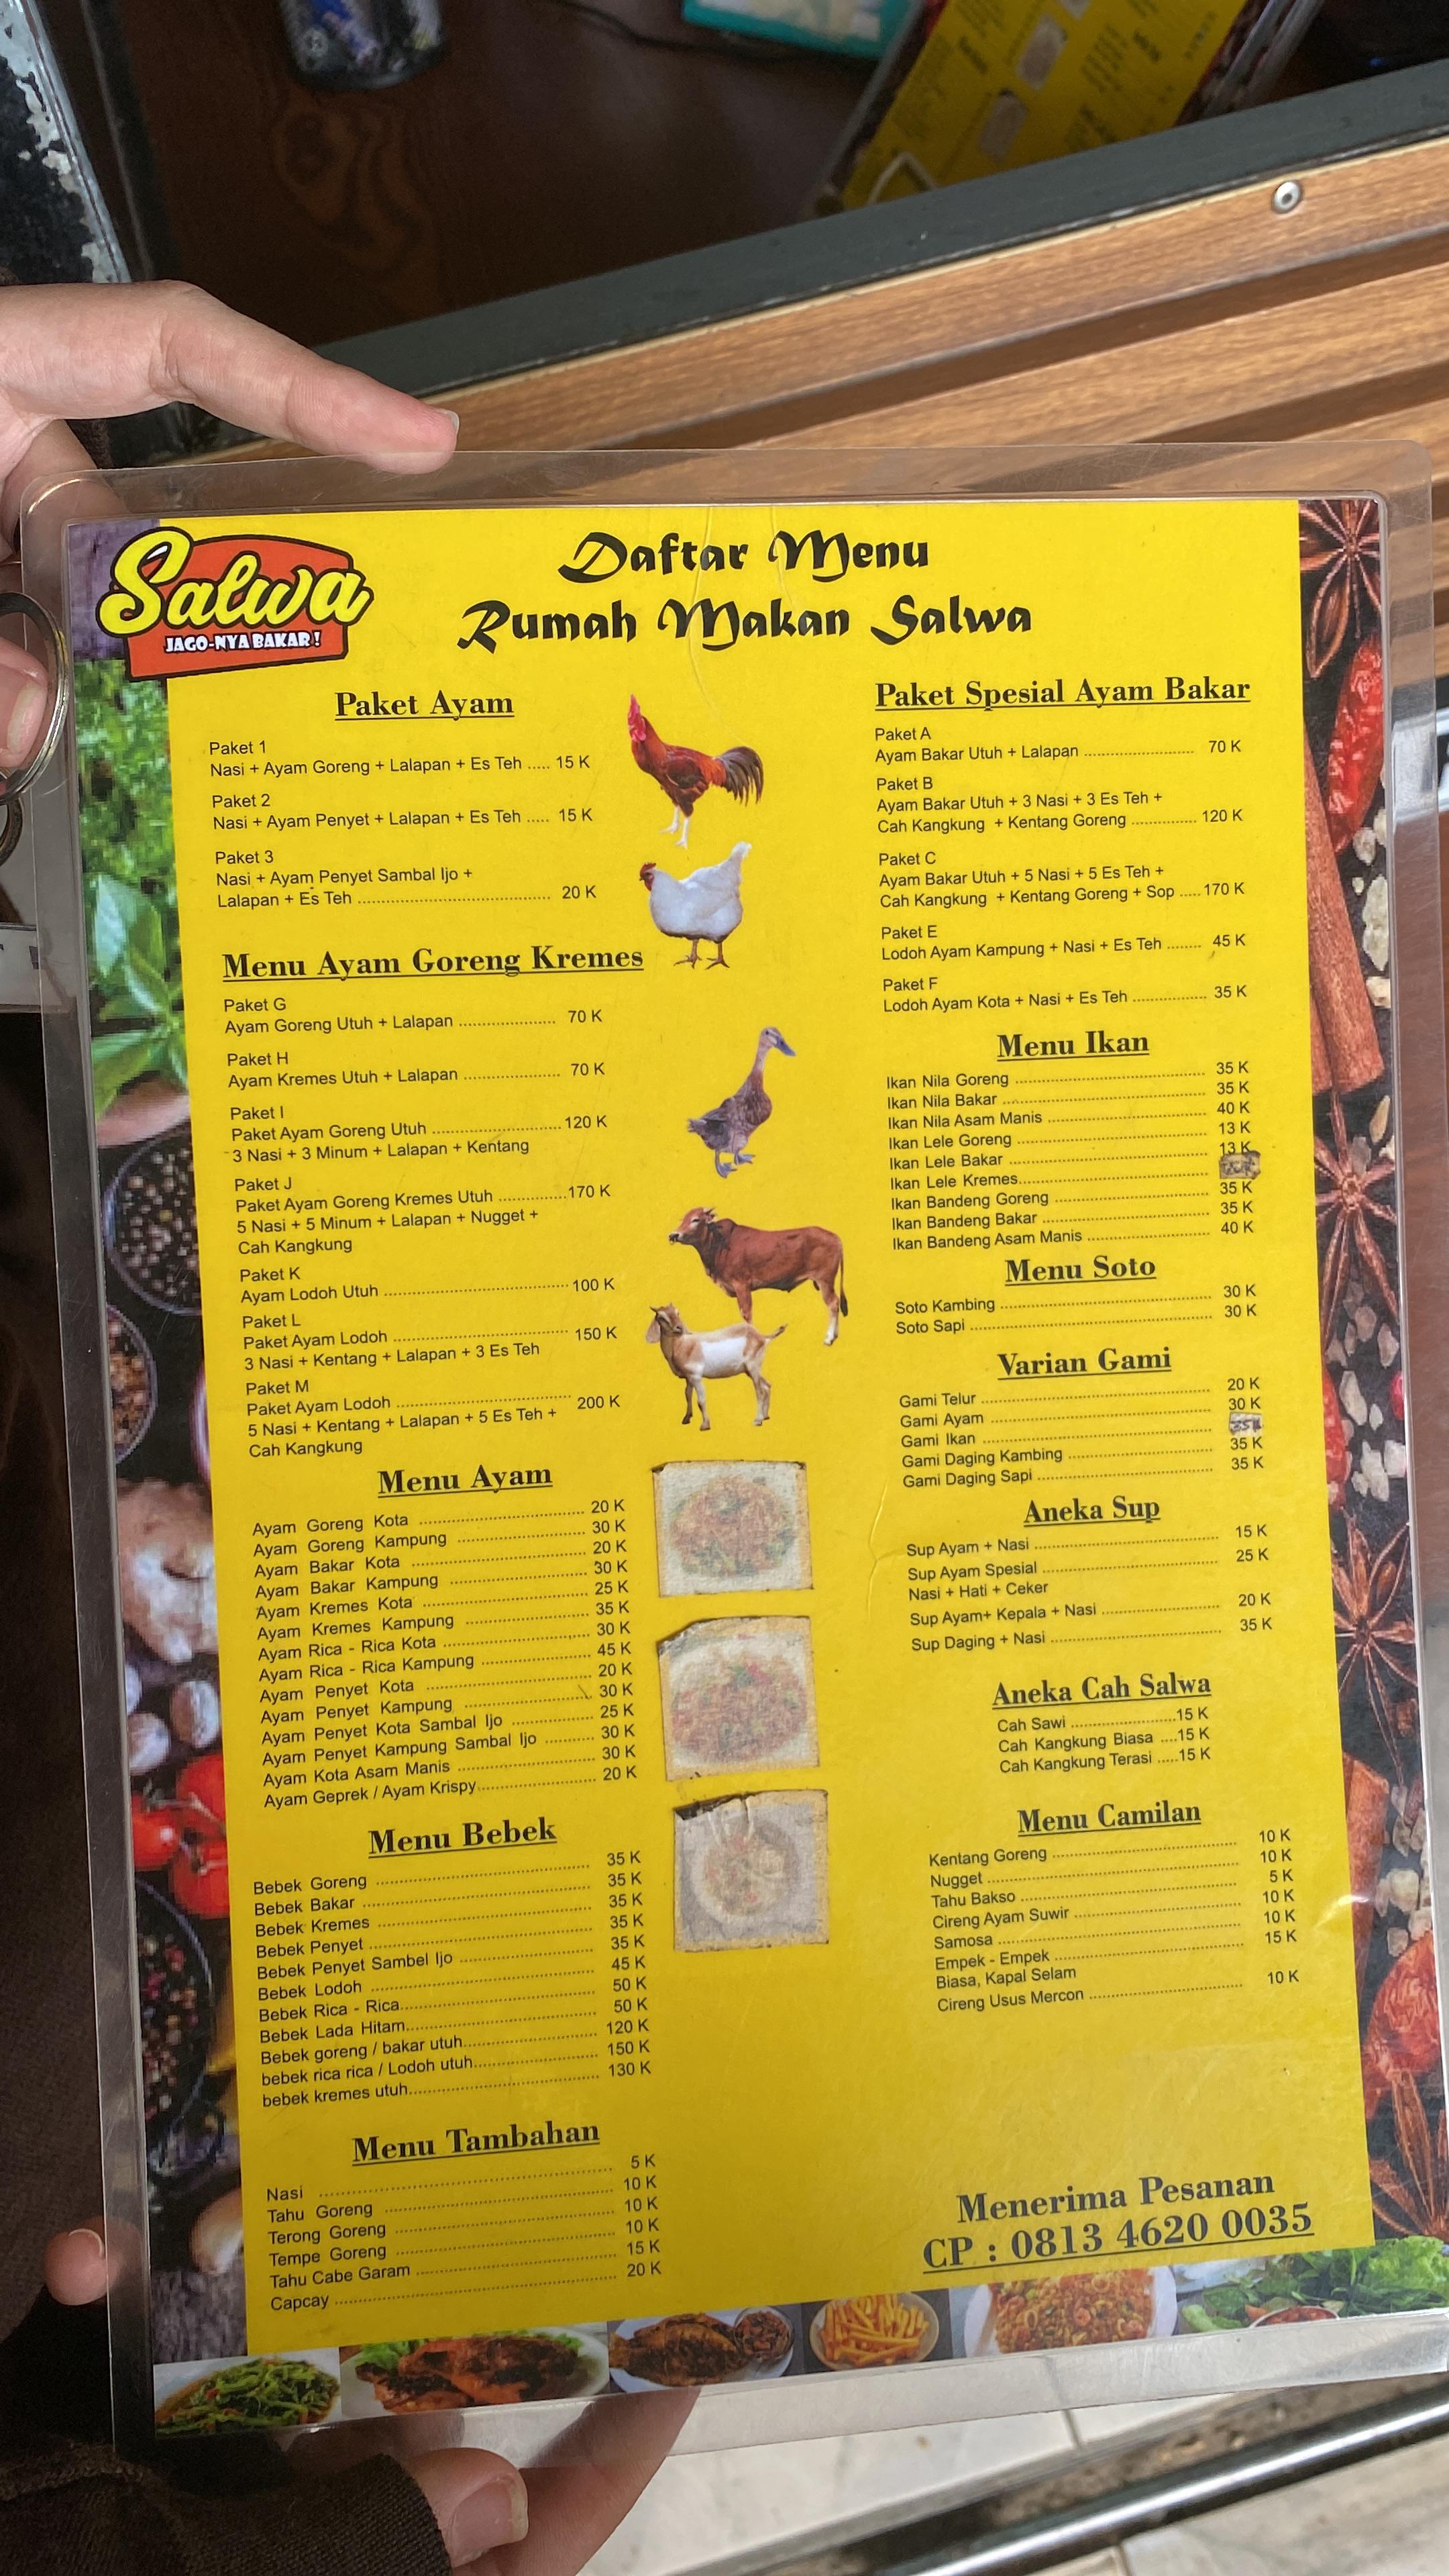 Salwa
JAGO-NYA BAKAR !
Daftar Menu
Rumah Makan Salwa
Paket Ayam
Paket 1
Nasi + Ayam Goreng + Lalapan + Es Teh ..... 15 K
Paket 2
Nasi + Ayam Penyet + Lalapan + Es Teh ..... 15 K
Paket 3
Nasi + Ayam Penyet Sambal Ijo +
Lalapan + Es Teh ..... 20 K
Menu Ayam Goreng Kremes
Paket G
Ayam Goreng Utuh + Lalapan ..... 70 K
Paket H
Ayam Kremes Utuh + Lalapan ..... 70 K
Paket I
Paket Ayam Goreng Utuh ..... 120 K
3 Nasi + 3 Minum + Lalapan + Kentang
Paket J
Paket Ayam Goreng Kremes Utuh ..... 170 K
5 Nasi + 5 Minum + Lalapan + Nugget +
Cah Kangkung
Paket K
Ayam Lodoh Utuh ..... 100 K
Paket L
Paket Ayam Lodoh ..... 150 K
3 Nasi + Kentang + Lalapan + 3 Es Teh
Paket M
Paket Ayam Lodoh ..... 200 K
5 Nasi + Kentang + Lalapan + 5 Es Teh +
Cah Kangkung
Menu Ayam
Ayam Goreng Kota ..... 20 K
Ayam Goreng Kampung ..... 30 K
Ayam Bakar Kota ..... 20 K
Ayam Bakar Kampung ..... 30 K
Ayam Kremes Kota ..... 25 K
Ayam Kremes Kampung ..... 35 K
Ayam Rica - Rica Kota ..... 30 K
Ayam Rica - Rica Kampung ..... 45 K
Ayam Penyet Kota ..... 20 K
Ayam Penyet Kampung ..... 30 K
Ayam Penyet Kota Sambal Ijo ..... 25 K
Ayam Penyet Kampung Sambal Ijo ..... 30 K
Ayam Kota Asam Manis ..... 30 K
Ayam Geprek / Ayam Krispy ..... 20 K
Menu Bebek
Bebek Goreng ..... 35 K
Bebek Bakar ..... 35 K
Bebek Kremes ..... 35 K
Bebek Penyet ..... 35 K
Bebek Penyet Sambel Ijo ..... 35 K
Bebek Lodoh ..... 45 K
Bebek Rica - Rica ..... 50 K
Bebek Lada Hitam ..... 50 K
Bebek goreng / bakar utuh ..... 120 K
bebek rica rica / Lodoh utuh ..... 150 K
bebek kremes utuh ..... 130 K
Menu Tambahan
Nasi ..... 5 K
Tahu Goreng ..... 10 K
Terong Goreng ..... 10 K
Tempe Goreng ..... 10 K
Tahu Cabe Garam ..... 15 K
Capcay ..... 20 K
Paket Spesial Ayam Bakar
Paket A
Ayam Bakar Utuh + Lalapan ..... 70 K
Paket B
Ayam Bakar Utuh + 3 Nasi + 3 Es Teh +
Cah Kangkung + Kentang Goreng ..... 120 K
Paket C
Ayam Bakar Utuh + 5 Nasi + 5 Es Teh +
Cah Kangkung + Kentang Goreng + Sop ..... 170 K
Paket E
Lodoh Ayam Kampung + Nasi + Es Teh ..... 45 K
Paket F
Lodoh Ayam Kota + Nasi + Es Teh ..... 35 K
Menu Ikan
Ikan Nila Goreng ..... 35 K
Ikan Nila Bakar ..... 35 K
Ikan Nila Asam Manis ..... 40 K
Ikan Lele Goreng ..... 13 K
Ikan Lele Bakar ..... 13 K
Ikan Lele Kremes .....
Ikan Bandeng Goreng ..... 35 K
Ikan Bandeng Bakar ..... 35 K
Ikan Bandeng Asam Manis ..... 40 K
Menu Soto
Soto Kambing ..... 30 K
Soto Sapi ..... 30 K
Varian Gami
Gami Telur ..... 20 K
Gami Ayam ..... 30 K
Gami Ikan ..... 35K
Gami Daging Kambing ..... 35 K
Gami Daging Sapi ..... 35 K
Aneka Sup
Sup Ayam + Nasi ..... 15 K
Sup Ayam Spesial ..... 25 K
Nasi + Hati + Ceker
Sup Ayam+ Kepala + Nasi ..... 20 K
Sup Daging + Nasi ..... 35 K
Aneka Cah Salwa
Cah Sawi ..... 15 K
Cah Kangkung Biasa ....15 K
Cah Kangkung Terasi .....15 K
Menu Camilan
Kentang Goreng ..... 10 K
Nugget ..... 10 K
Tahu Bakso ..... 5 K
Cireng Ayam Suwir ..... 10 K
Samosa ..... 10 K
Empek - Empek ..... 15 K
Biasa, Kapal Selam
Cireng Usus Mercon ..... 10 K
Menerima Pesanan
CP : 0813 4620 0035